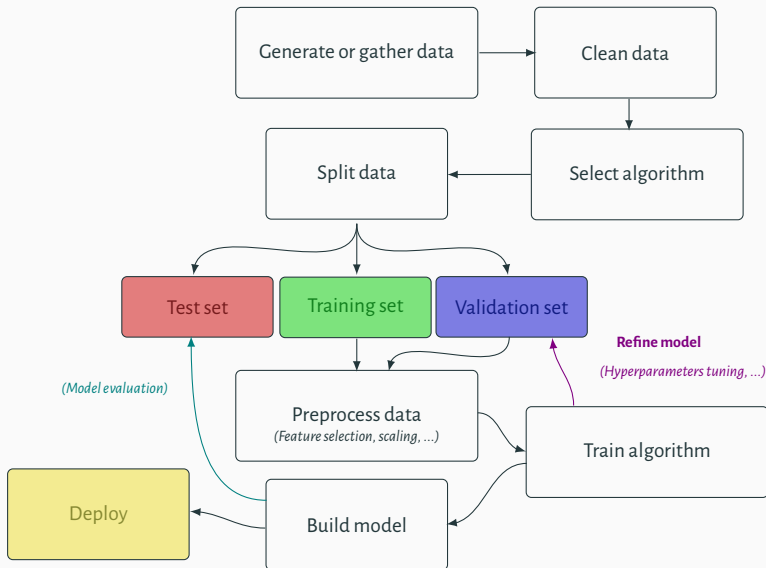 Generate or gather data
Clean data
Split data
Select algorithm
Test set
Training set
Validation set
Refine model
(Hyperparameters tuning, ...)
(Model evaluation)
Preprocess data
(Feature selection, scaling, ...)
Train algorithm
Deploy
Build model